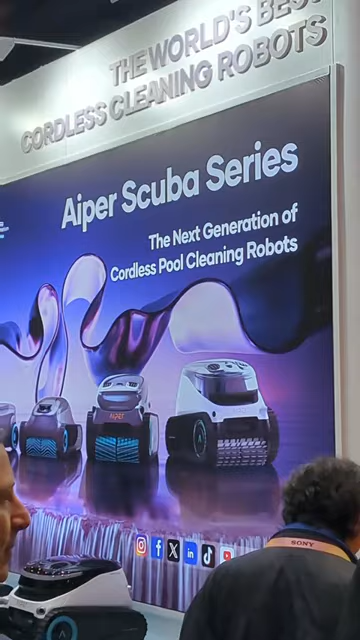 THE WORLD'S BEST
CORDLESS CLEANING ROBOTS
Aiper Scuba Series
The Next Generation of
Cordless Pool Cleaning Robots
SONY